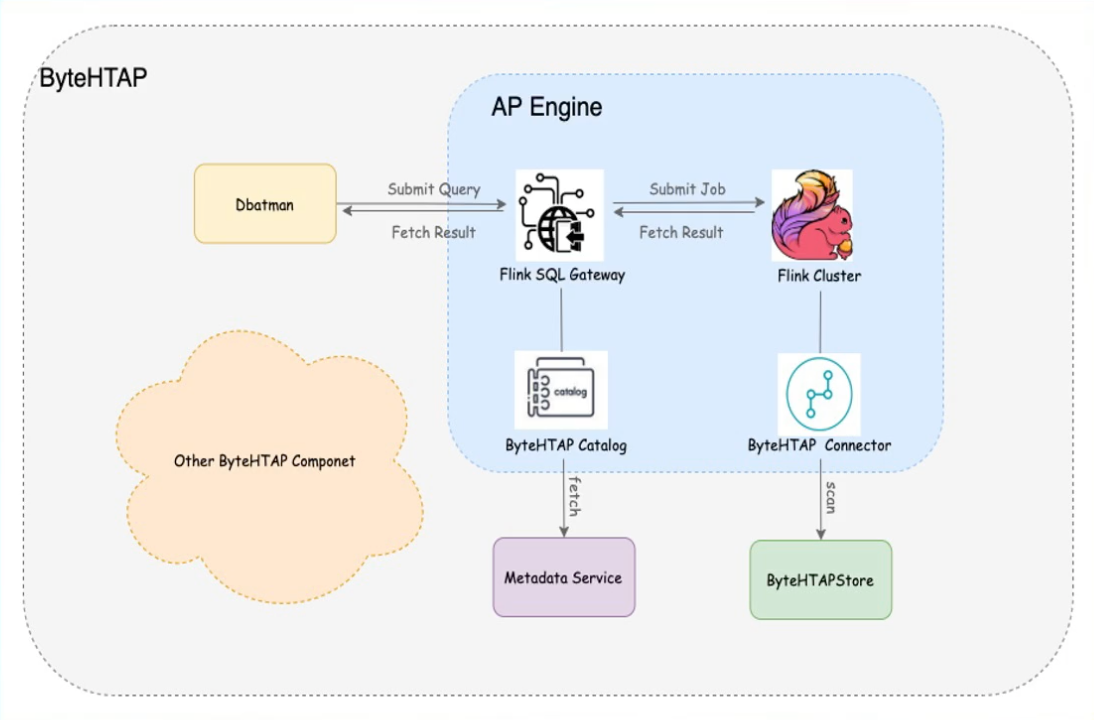 ByteHTAP
AP Engine
Dbatman
Submit Query
Fetch Result
Submit Job
Fetch Result
Flink SQL Gateway
Flink Cluster
catalog
ByteHTAP Catalog
ByteHTAP Connector
Other ByteHTAP Componet
fetch
scan
Metadata Service
ByteHTAPStore